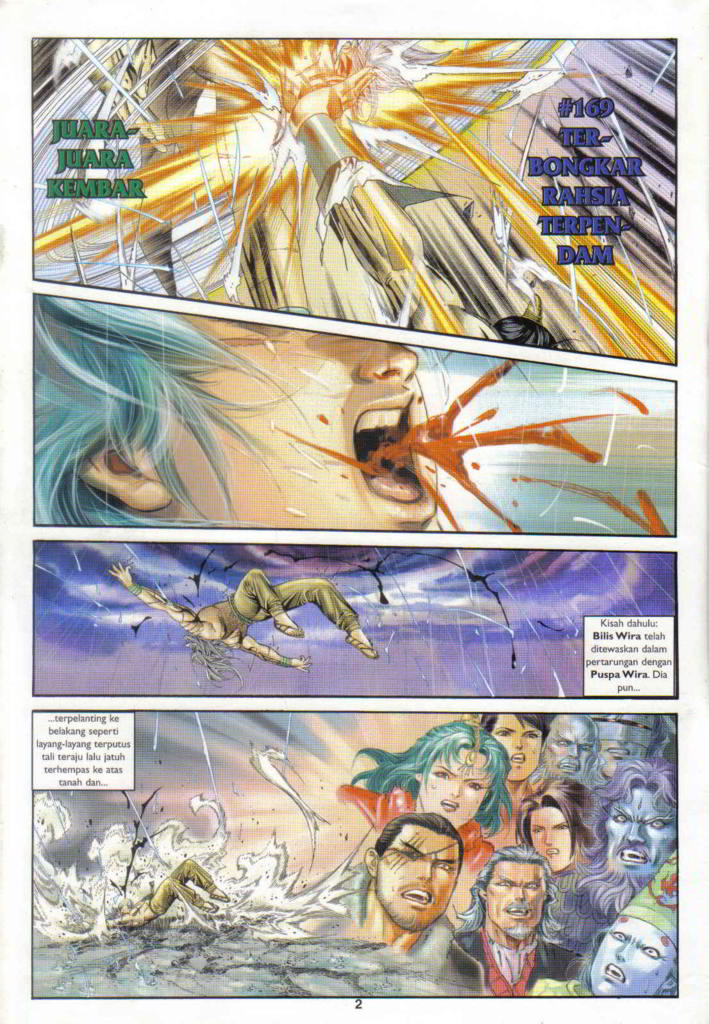 JUARA-
JUARA
KEMBAR
#169
TER-
BONGKAR
RAHSIA
TERPEN-
DAM
Kisah dahulu:
Bilis Wira telah
ditewaskan dalam
pertarungan dengan
Puspa Wira. Dia
pun...
...terpelanting ke
belakang seperti
layang-layang terputus
tali teraju lalu jatuh
terhempas ke atas
tanah dan...
2